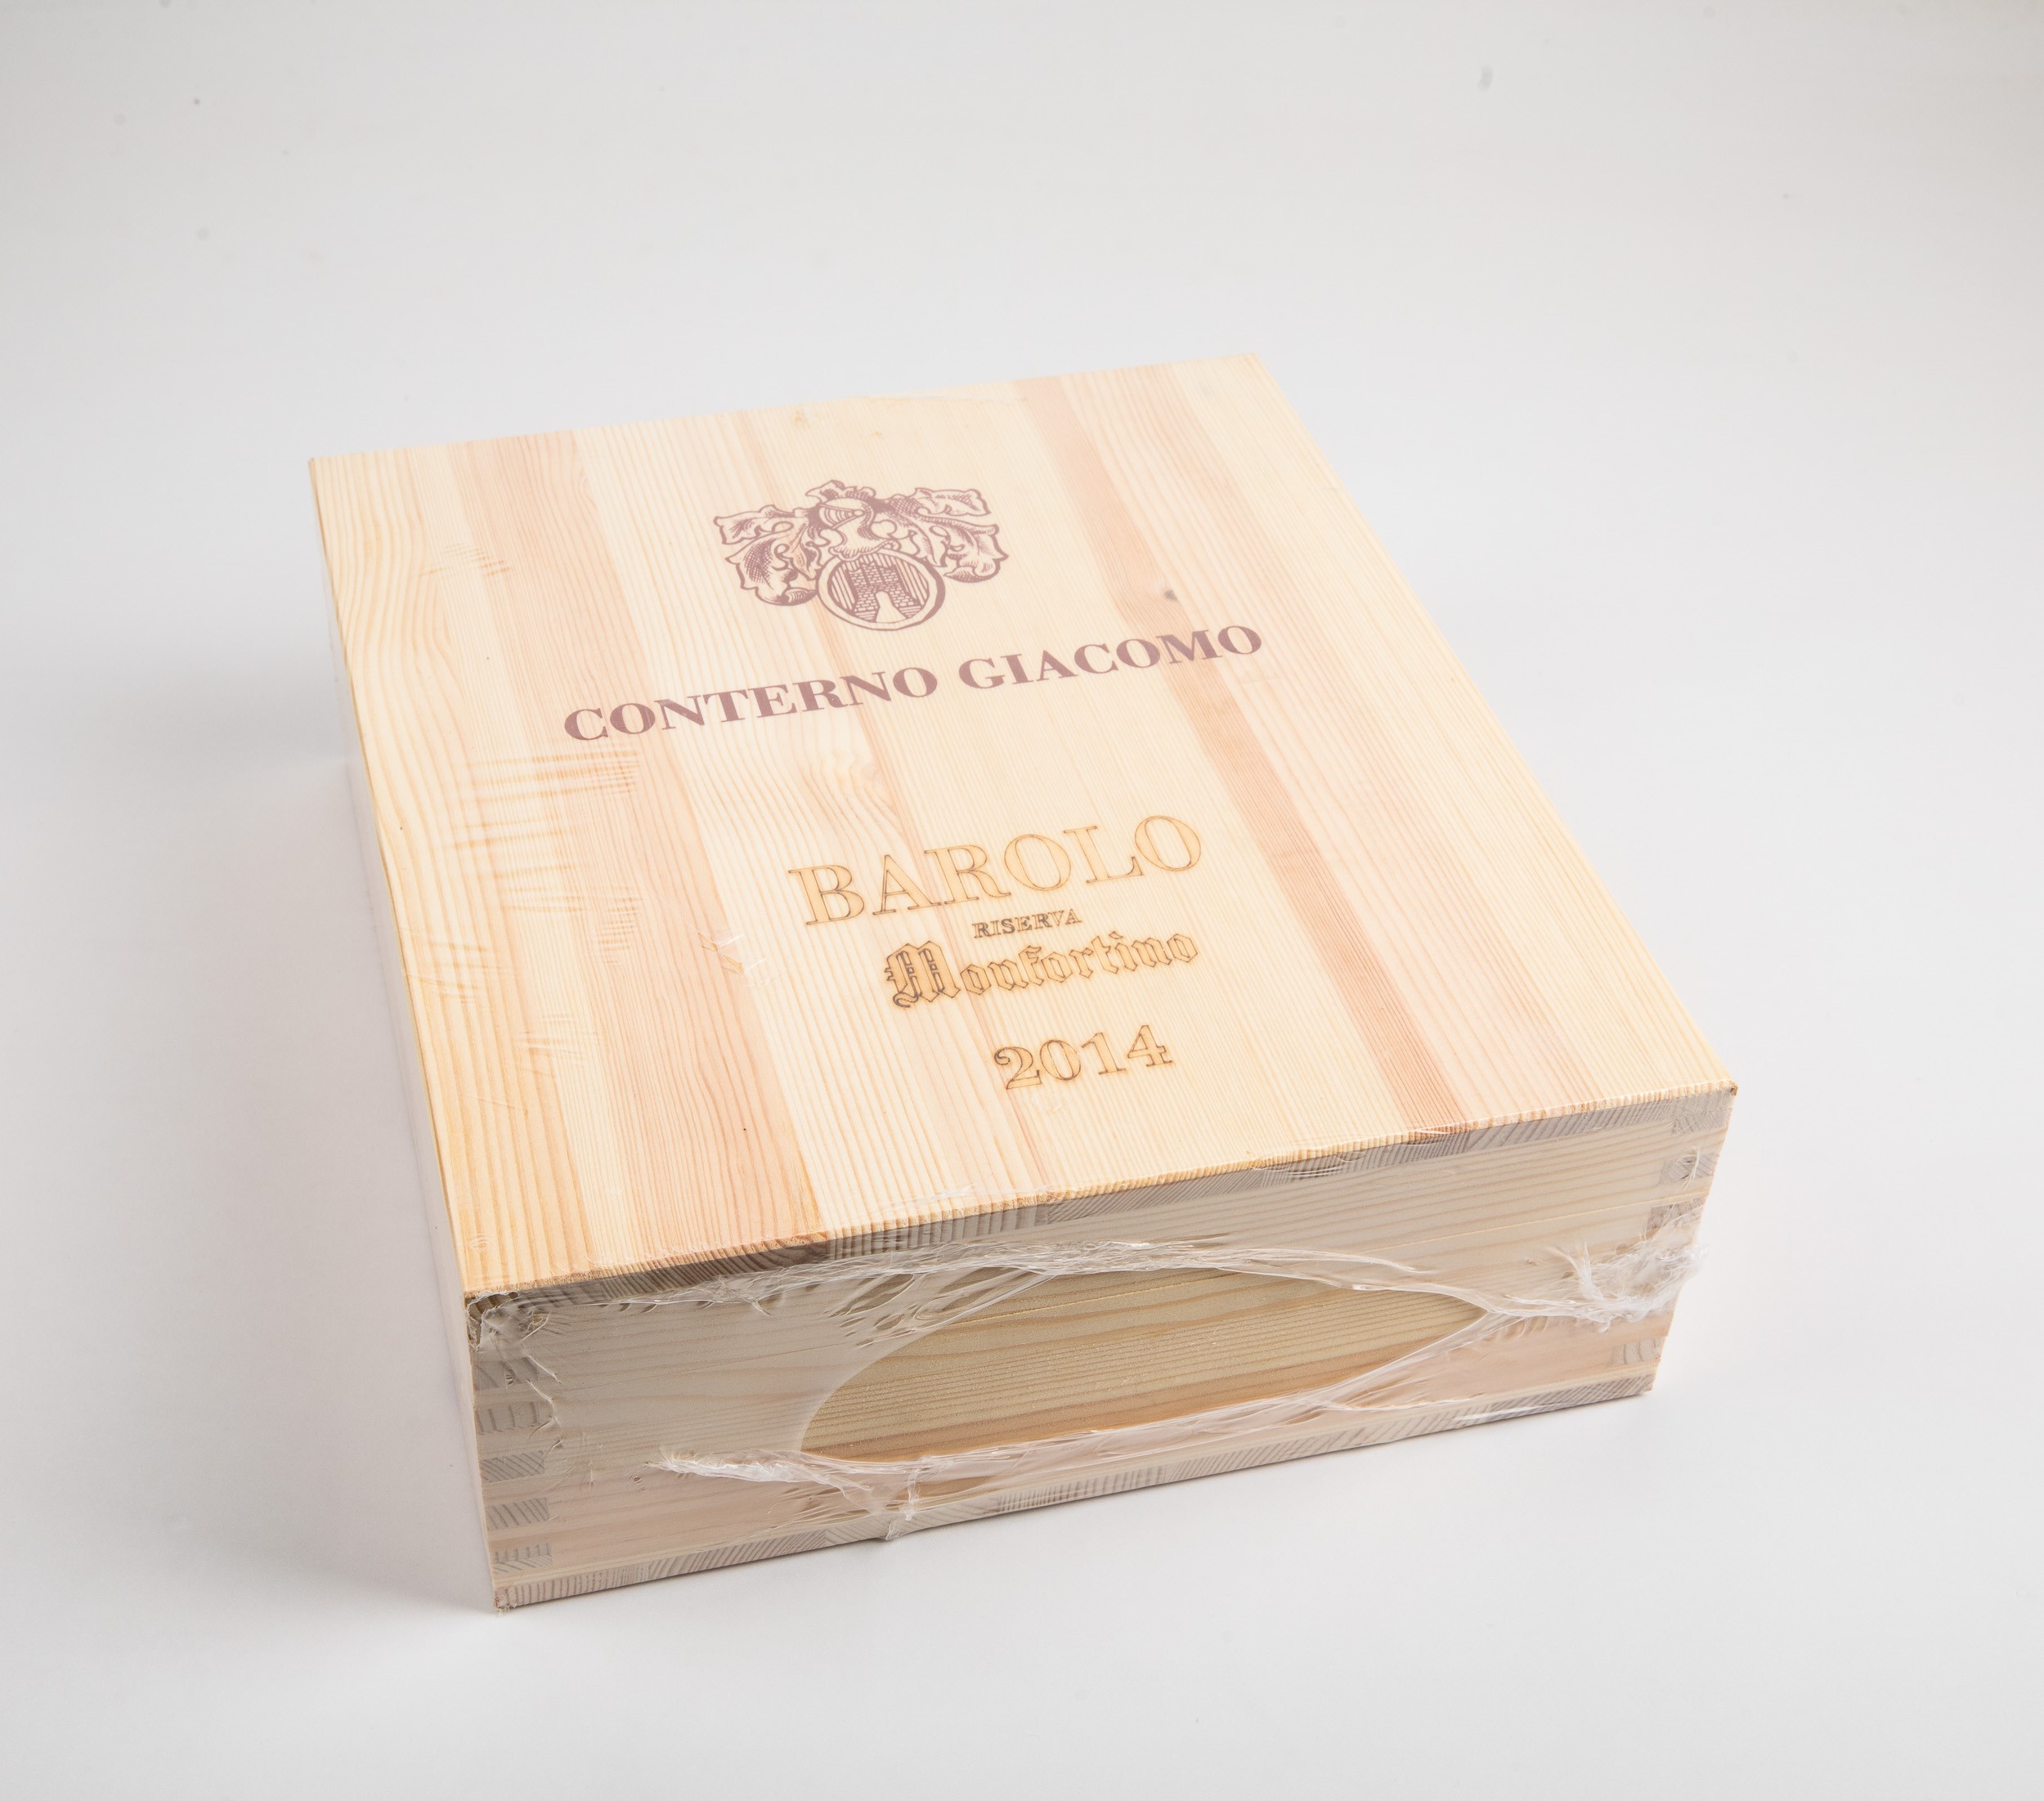 CONTERNO GIACOMO
BAROLO
RISERVA
Monfortino
2014